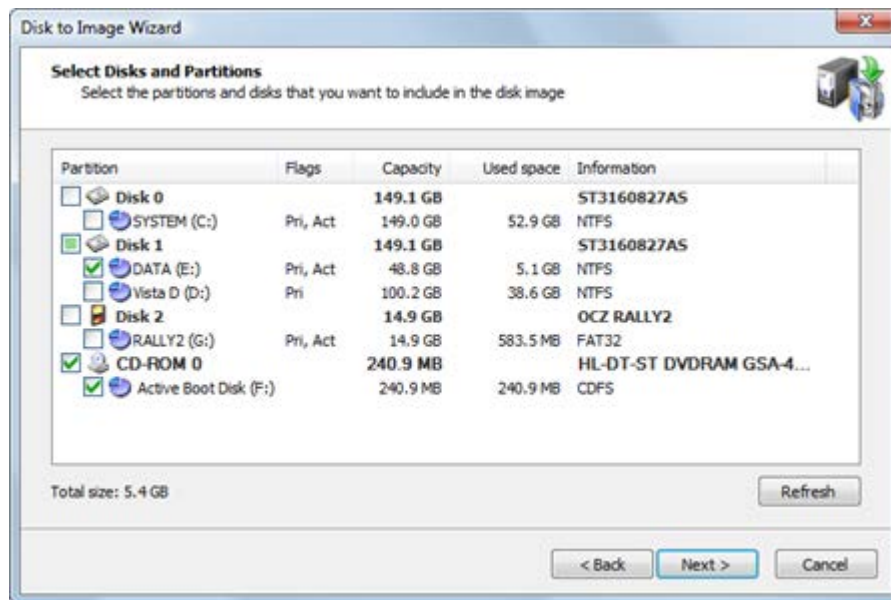 Disk to Image Wizard
Select Disks and Partitions
Select the partitions and disks that you want to include in the disk image
Partition Flags Capacity Used space Information
Disk 0 149.1 GB ST3160827AS
SYSTEM (C:) Pri, Act 149.0 GB 52.9 GB NTFS
Disk 1 149.1 GB ST3160827AS
DATA (E:) Pri, Act 48.8 GB 5.1 GB NTFS
Vista D (D:) Pri 100.2 GB 38.6 GB NTFS
Disk 2 14.9 GB OCZ RALLY2
RALLY2 (G:) Pri, Act 14.9 GB 583.5 MB FAT32
CD-ROM 0 240.9 MB HL-DT-ST DVDRAM GSA-4...
Active Boot Disk (F:) 240.9 MB 240.9 MB CDFS
Total size: 5.4 GB Refresh
< Back Next > Cancel